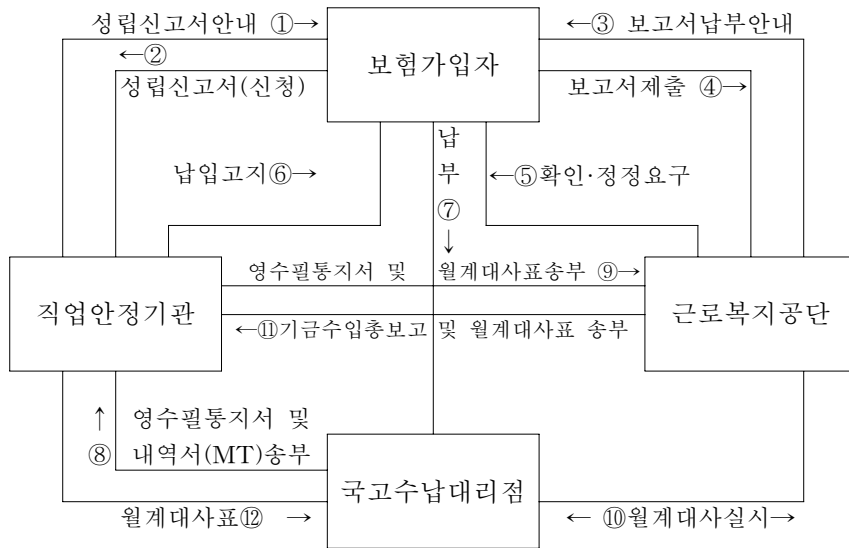 성립신고서안내 ①→
←③ 보고서납부안내
←②
보험가입자
성립신고서(신청)
보고서제출 ④→
납부⑦
↓
납입고지⑥→
←⑤확인·정정요구
영수필통지서 및 월계대사표송부 ⑨→
직업안정기관
근로복지공단
←⑪기금수입총보고 및 월계대사표 송부
↑
⑧
영수필통지서 및
내역서(MT)송부
국고수납대리점
월계대사표⑫ →
← ⑩월계대사실시→